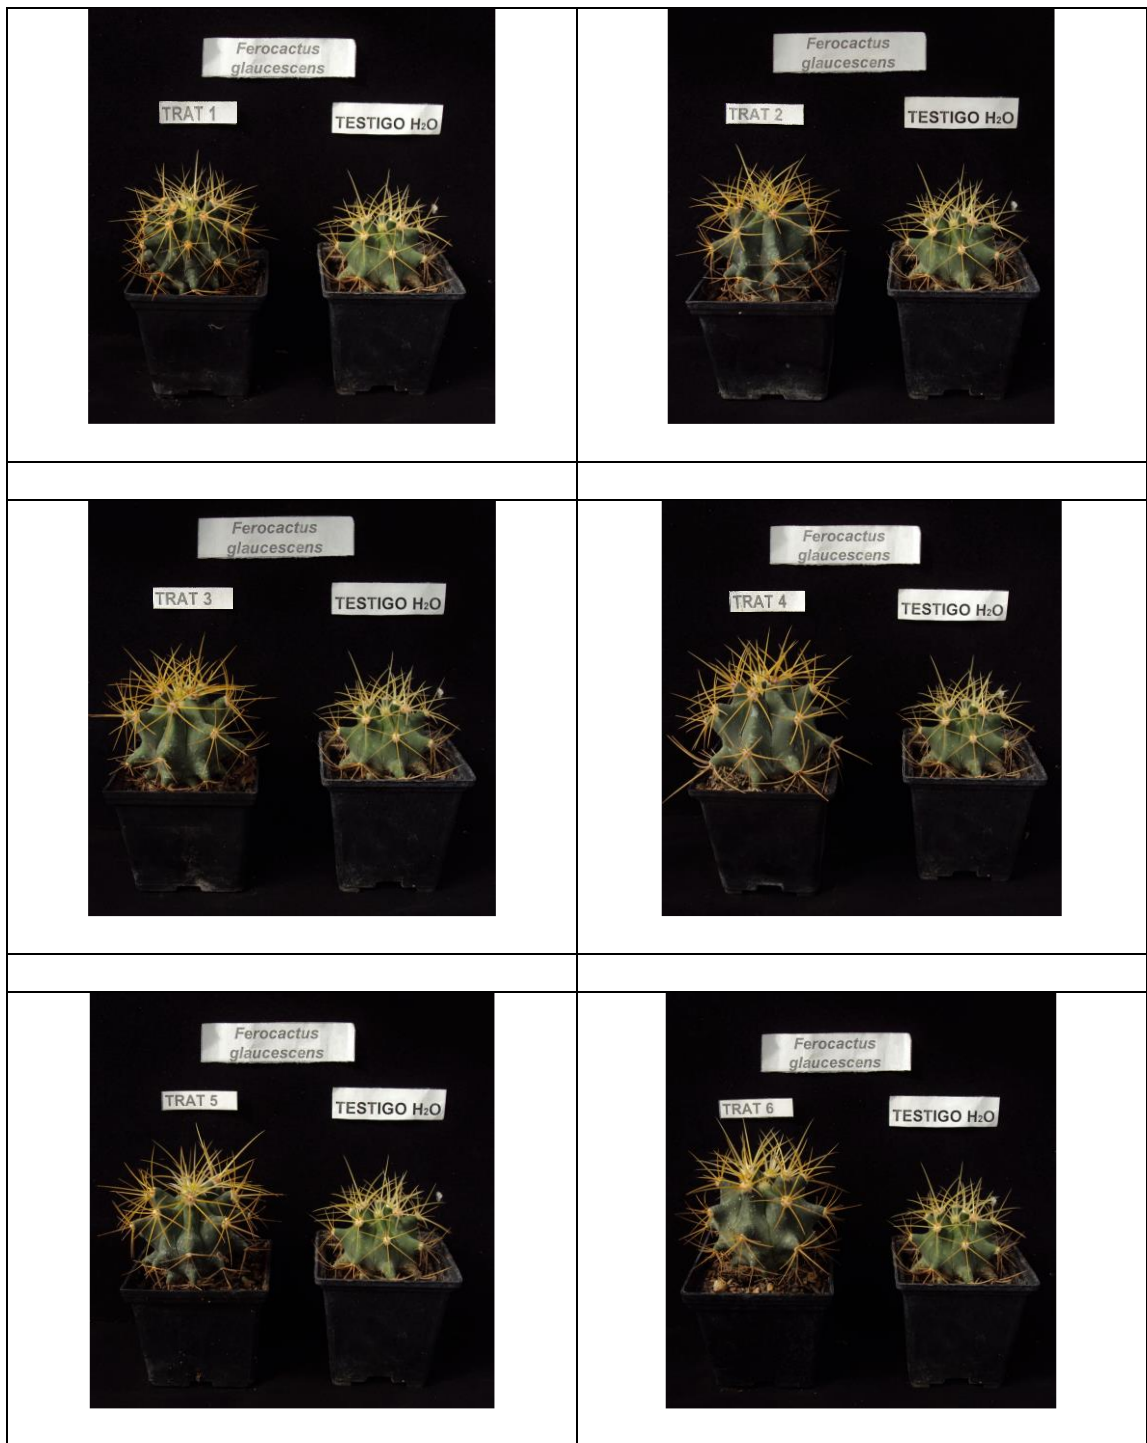 Ferocactus
glaucescens
TRAT 1
TESTIGO H₂O
Ferocactus
glaucescens
TRAT 2
TESTIGO H₂O
Ferocactus
glaucescens
TRAT 3
TESTIGO H₂O
Ferocactus
glaucescens
TRAT 4
TESTIGO H₂O
Ferocactus
glaucescens
TRAT 5
TESTIGO H₂O
Ferocactus
glaucescens
TRAT 6
TESTIGO H₂O